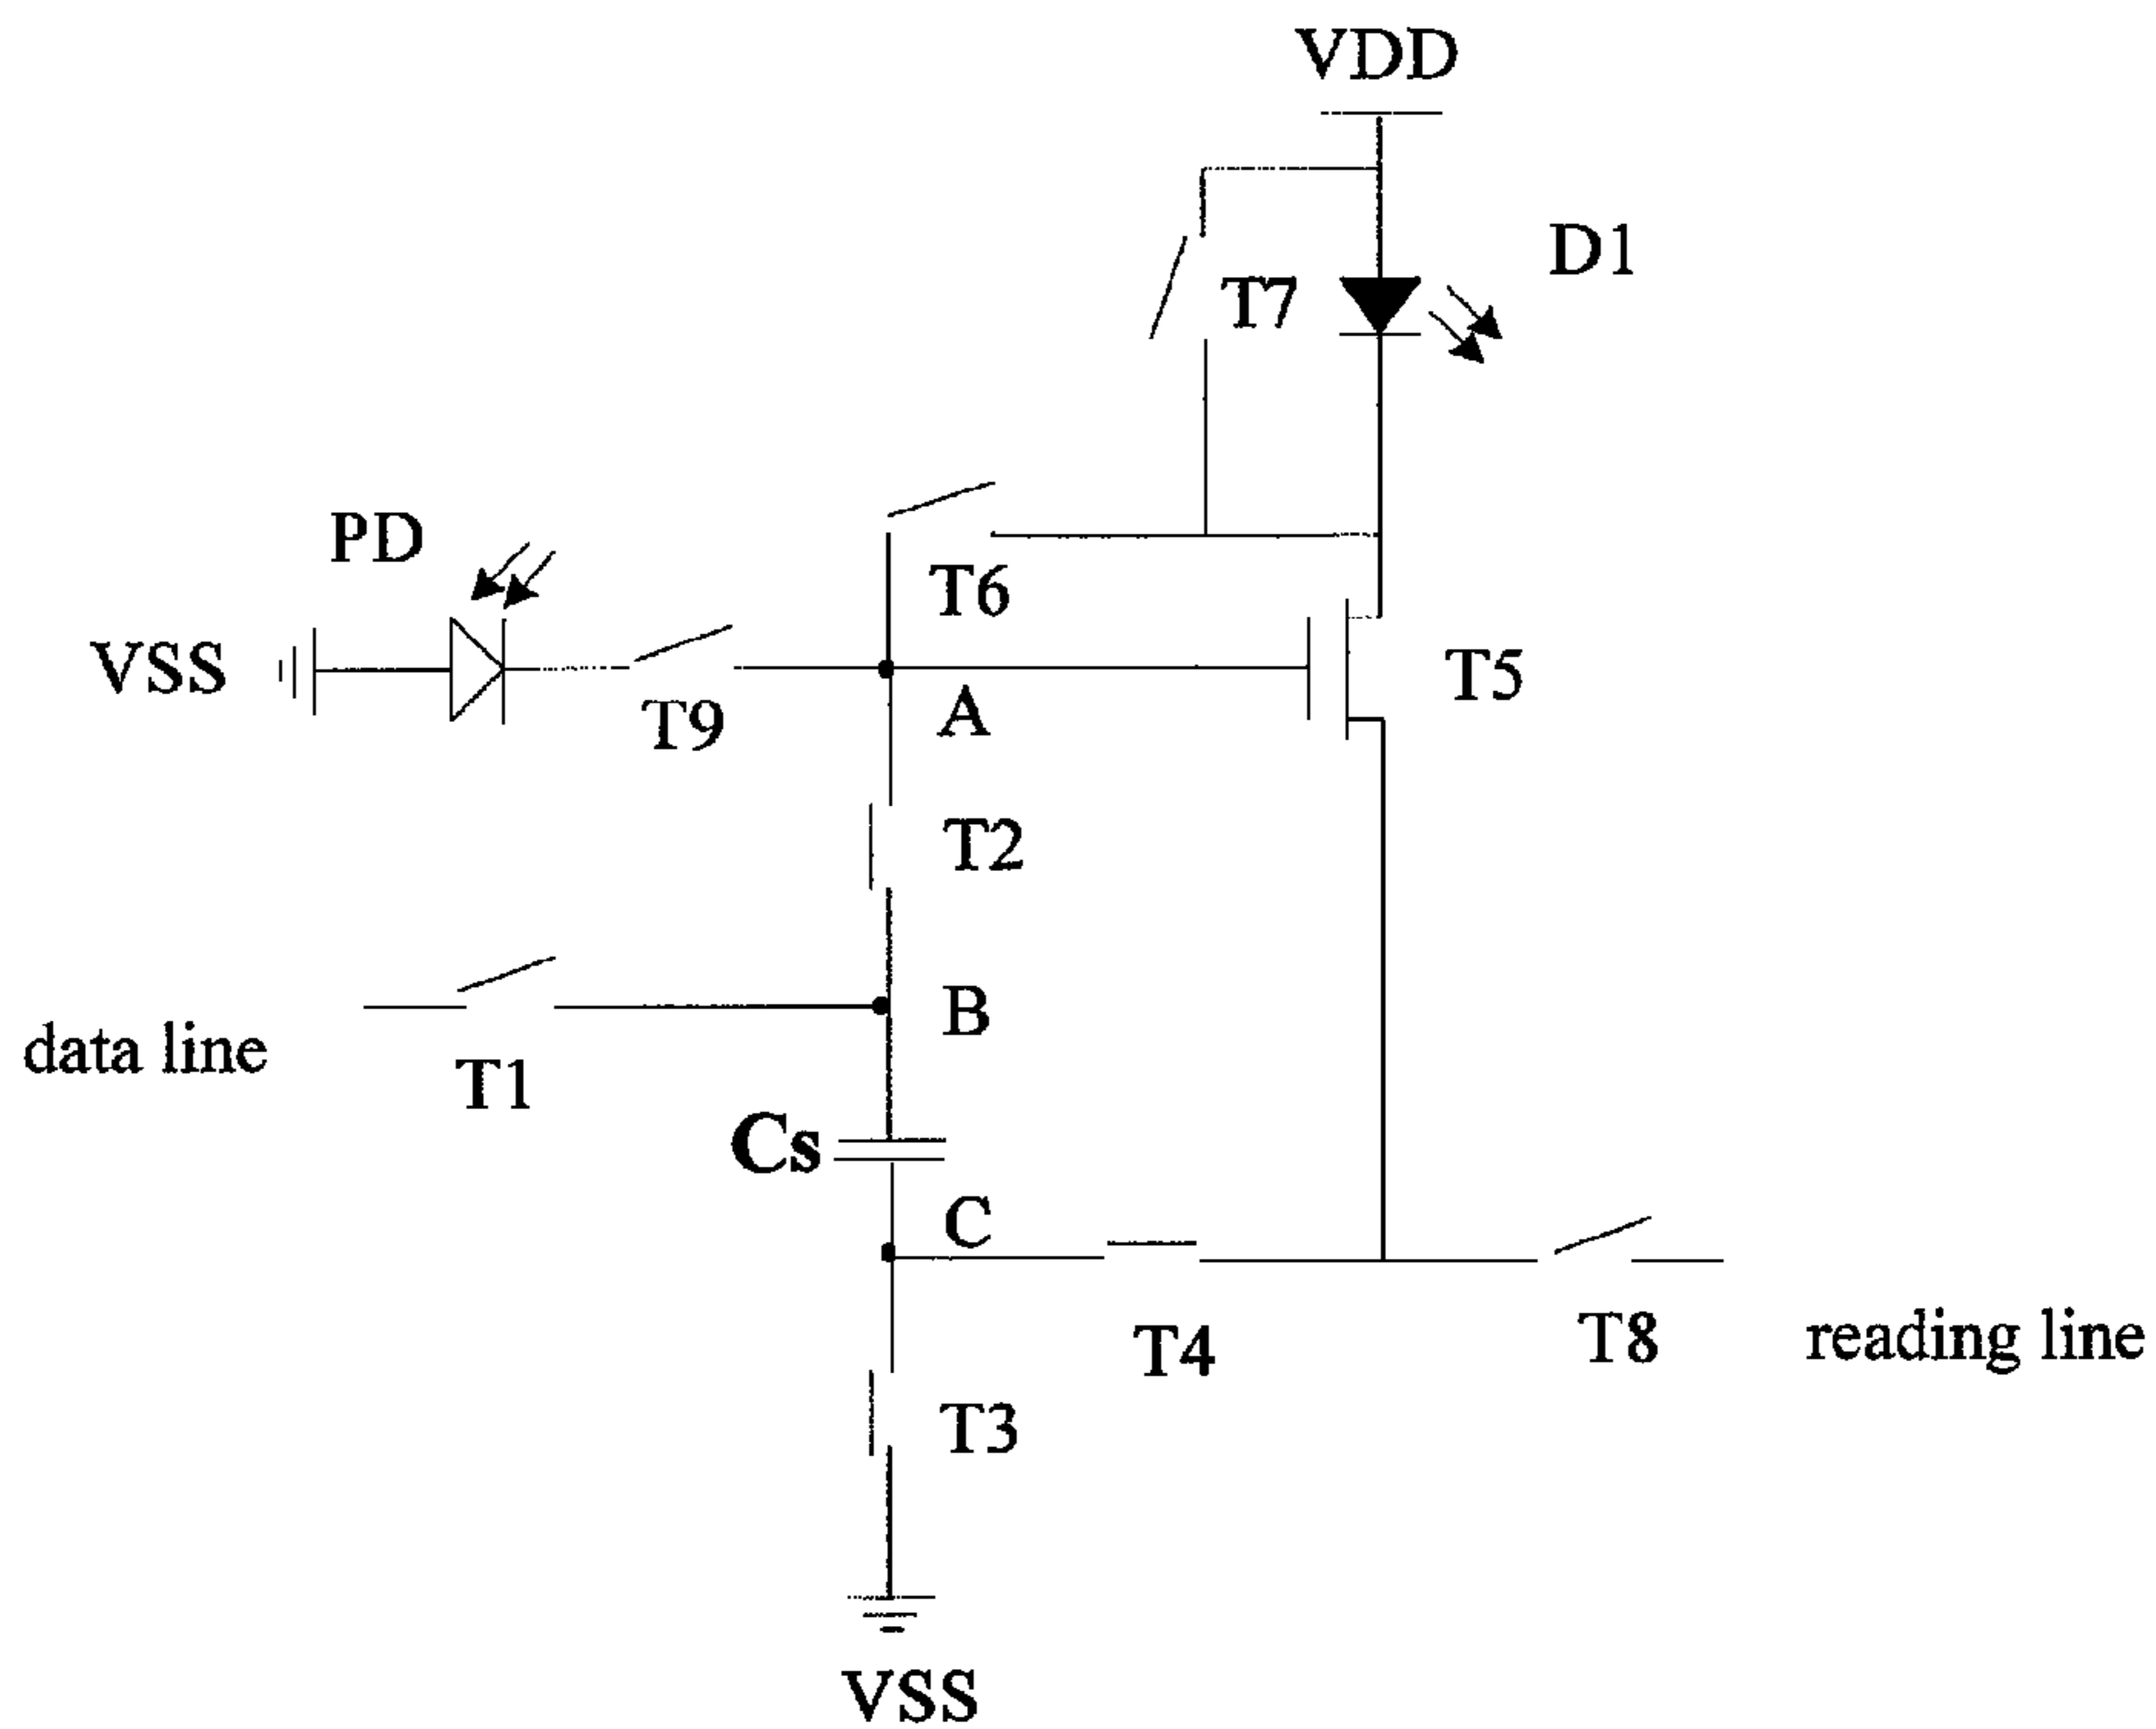 VDD
D1
T7
PD
T6
VSS
T9
A
T5
T2
B
data line
T1
Cs
C
T4
T8
reading line
T3
VSS